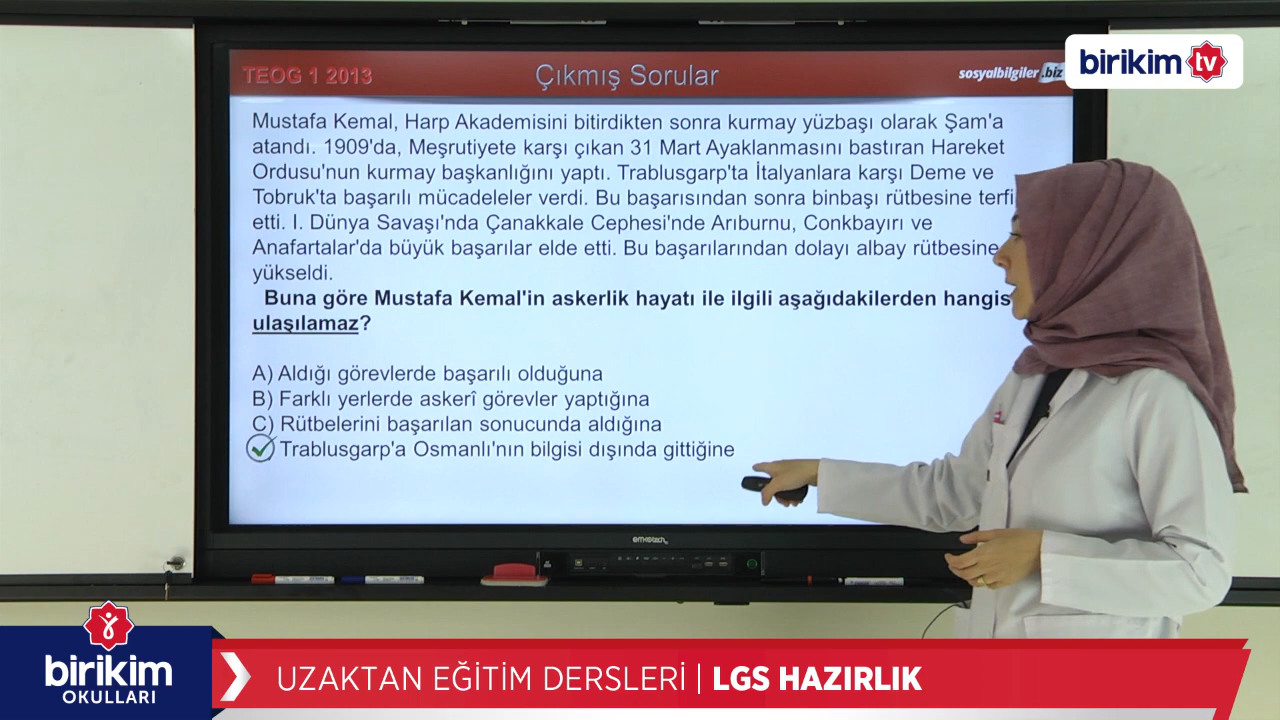 TEOG 1 2013
Çıkmış Sorular
sosyalbilgiler.biz
birikim tv
Mustafa Kemal, Harp Akademisini bitirdikten sonra kurmay yüzbaşı olarak Şam'a
atandı. 1909'da, Meşrutiyete karşı çıkan 31 Mart Ayaklanmasını bastıran Hareket
Ordusu'nun kurmay başkanlığını yaptı. Trablusgarp'ta İtalyanlara karşı Deme ve
Tobruk'ta başarılı mücadeleler verdi. Bu başarısından sonra binbaşı rütbesine terfi
etti. I. Dünya Savaşı'nda Çanakkale Cephesi'nde Arıburnu, Conkbayırı ve
Anafartalar'da büyük başarılar elde etti. Bu başarılarından dolayı albay rütbesine
yükseldi.
Buna göre Mustafa Kemal'in askerlik hayatı ile ilgili aşağıdakilerden hangis
ulaşılamaz?
A) Aldığı görevlerde başarılı olduğuna
B) Farklı yerlerde askerî görevler yaptığına
C) Rütbelerini başarılan sonucunda aldığına
Trablusgarp'a Osmanlı'nın bilgisi dışında gittiğine
birikim
OKULLARI
UZAKTAN EĞİTİM DERSLERİ | LGS HAZIRLIK